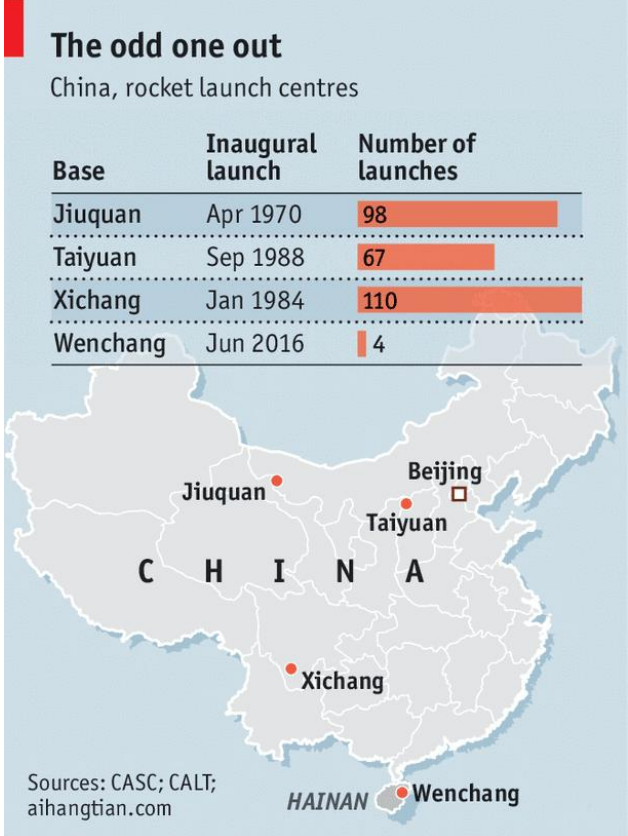 The odd one out
China, rocket launch centres
Base
Inaugural
launch
Number of
launches
Jiuquan Apr 1970 98
Taiyuan Sep 1988 67
Xichang Jan 1984 110
Wenchang Jun 2016 4
Beijing
Jiuquan
Taiyuan
CHINA
Xichang
Sources: CASC; CALT;
aihangtian.com
HAINAN
Wenchang